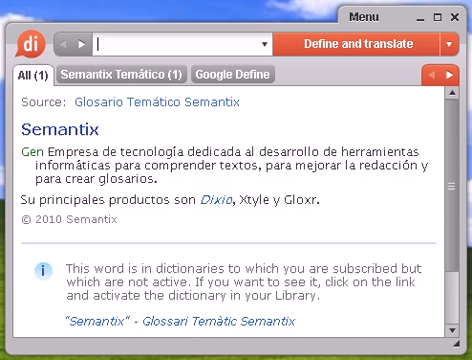 Menu
di
Define and translate
All (1)
Semantix Temático (1)
Google Define
Source: Glosario Temático Semantix
Semantix
Gen Empresa de tecnología dedicada al desarrollo de herramientas
informáticas para comprender textos, para mejorar la redacción y
para crear glosarios.
Su principales productos son Dixio, Xtyle y Gloxr.
© 2010 Semantix
i
This word is in dictionaries to which you are subscribed but
which are not active. If you want to see it, click on the link
and activate the dictionary in your Library.
"Semantix" - Glossari Temàtic Semantix